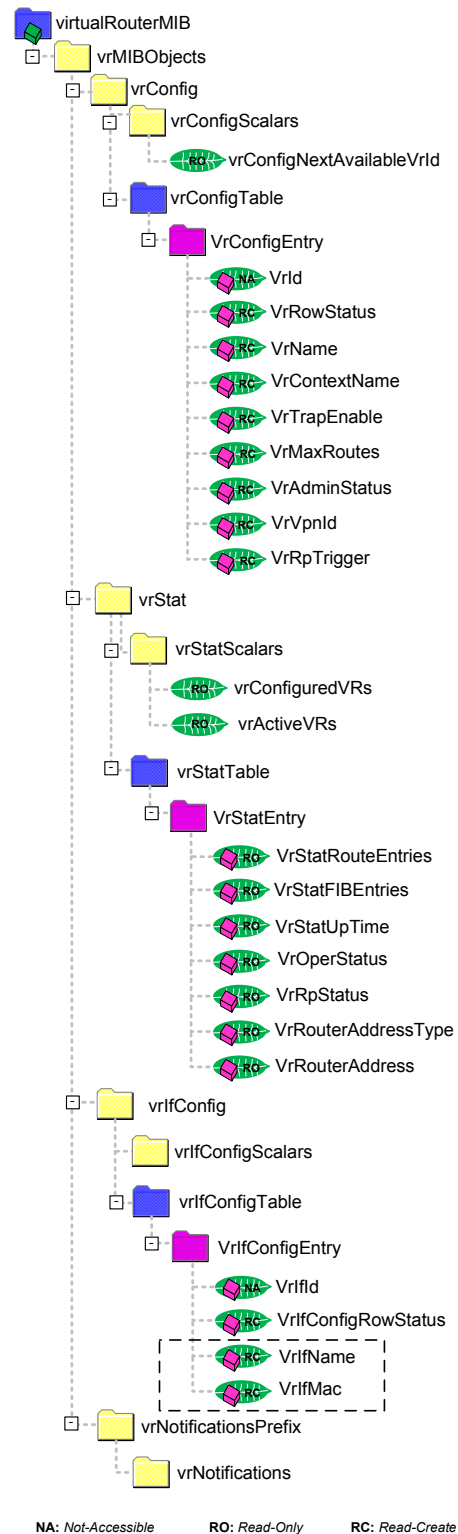 virtualRouterMIB
vrMIBObjects
vrConfig
vrConfigScalars
RO vrConfigNextAvailableVrId
vrConfigTable
VrConfigEntry
NA VrId
RC VrRowStatus
RC VrName
RC VrContextName
RC VrTrapEnable
RC VrMaxRoutes
RC VrAdminStatus
RC VrVpnId
RC VrRpTrigger
vrStat
vrStatScalars
RO vrConfiguredVRs
RO vrActiveVRs
vrStatTable
VrStatEntry
RO VrStatRouteEntries
RO VrStatFIBEntries
RO VrStatUpTime
RO VrOperStatus
RO VrRpStatus
RO VrRouterAddressType
RO VrRouterAddress
vrIfConfig
vrIfConfigScalars
vrIfConfigTable
VrIfConfigEntry
NA VrIfId
RC VrIfConfigRowStatus
RC VrIfName
RC VrIfMac
vrNotificationsPrefix
vrNotifications
NA: Not-Accessible RO: Read-Only RC: Read-Create